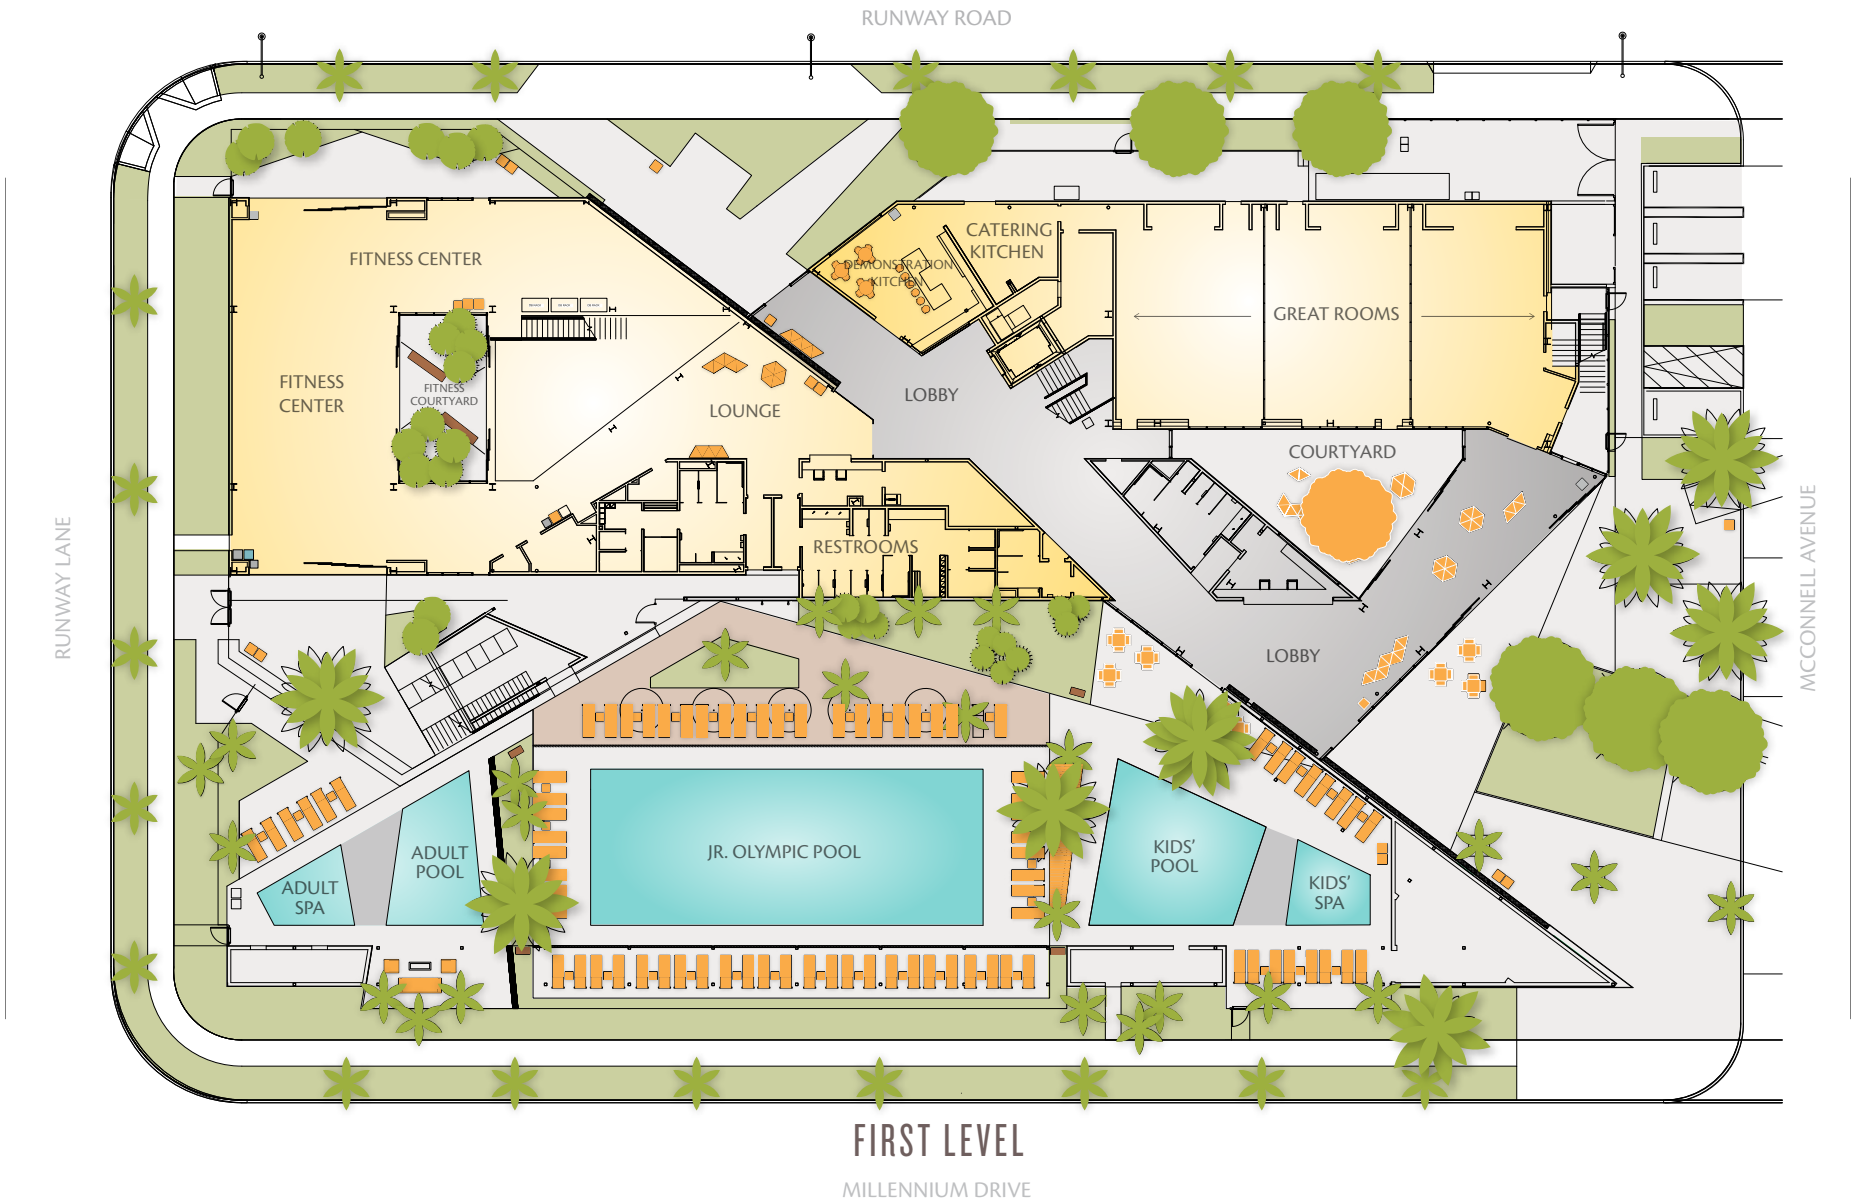 RUNWAY ROAD
FITNESS CENTER
CATERING
KITCHEN
DEMONSTRATION
KITCHEN
GREAT ROOMS
FITNESS
CENTER
FITNESS
COURTYARD
LOUNGE
LOBBY
COURTYARD
RESTROOMS
RUNWAY LANE
MCCONNELL AVENUE
LOBBY
ADULT
POOL
JR. OLYMPIC POOL
KIDS'
POOL
ADULT
SPA
KIDS'
SPA
FIRST LEVEL
MILLENNIUM DRIVE